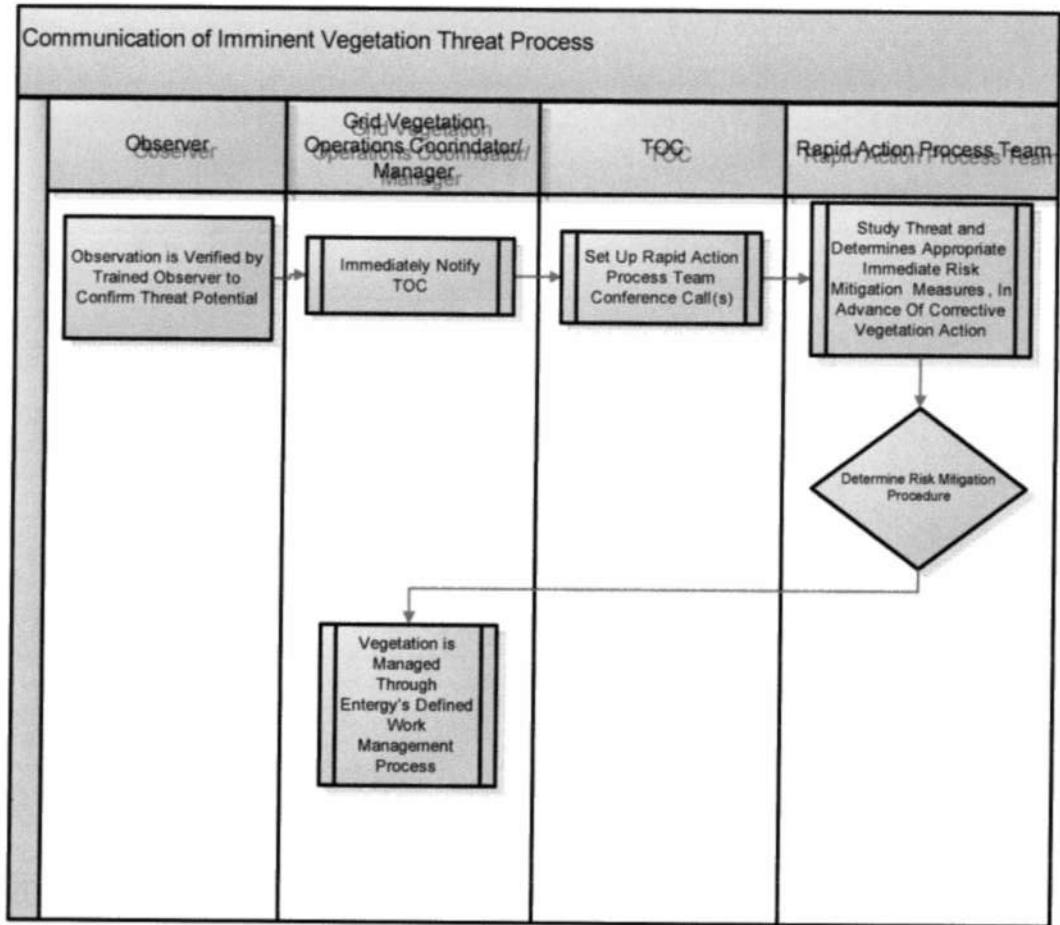 Communication of Imminent Vegetation Threat Process
Observer
Grid Vegetation
Operations Coorindator/
Manager
TOC
Rapid Action Process Team
Observation is Verified by
Trained Observer to
Confirm Threat Potential
Immediately Notify
TOC
Set Up Rapid Action
Process Team
Conference Call(s)
Study Threat and
Determines Appropriate
Immediate Risk
Mitigation Measures, In
Advance Of Corrective
Vegetation Action
Determine Risk Mitigation
Procedure
Vegetation is
Managed
Through
Entergy's Defined
Work
Management
Process